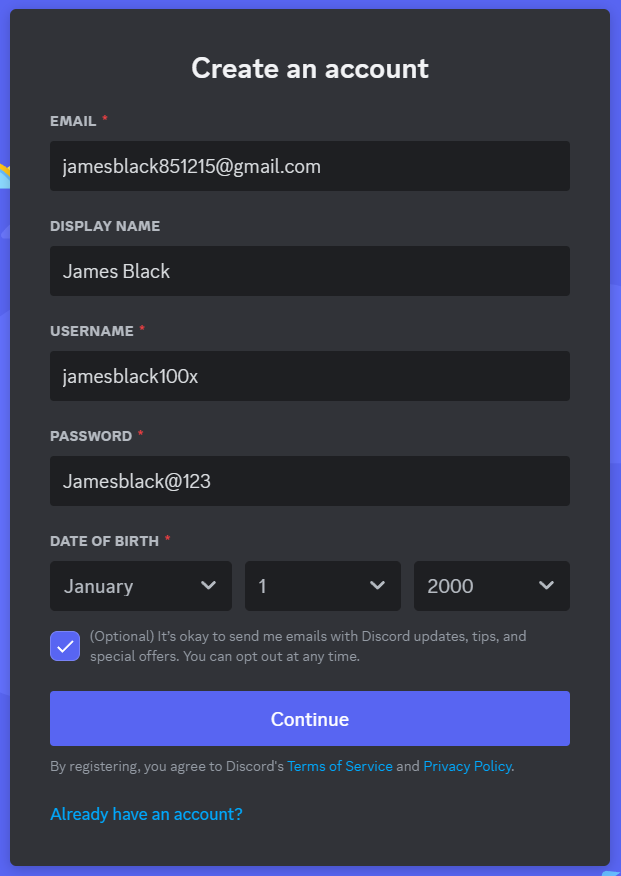 Create an account
EMAIL *
jamesblack851215@gmail.com
DISPLAY NAME
James Black
USERNAME *
jamesblack100x
PASSWORD *
Jamesblack@123
DATE OF BIRTH *
January 1 2000
(Optional) It's okay to send me emails with Discord updates, tips, and
special offers. You can opt out at any time.
Continue
By registering, you agree to Discord's Terms of Service and Privacy Policy.
Already have an account?